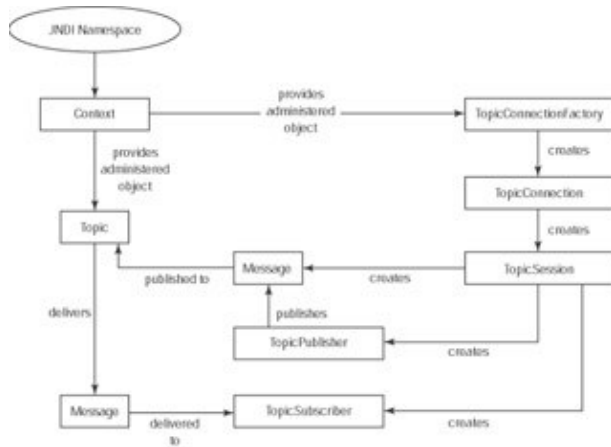 JNDI Namespace
provides
administered
object
Context
TopicConnectionFactory
provides
administered
object
creates
TopicConnection
creates
Topic
Message
TopicSession
published to
creates
delivers
publishes
TopicPublisher
creates
Message
TopicSubscriber
delivered
to
creates